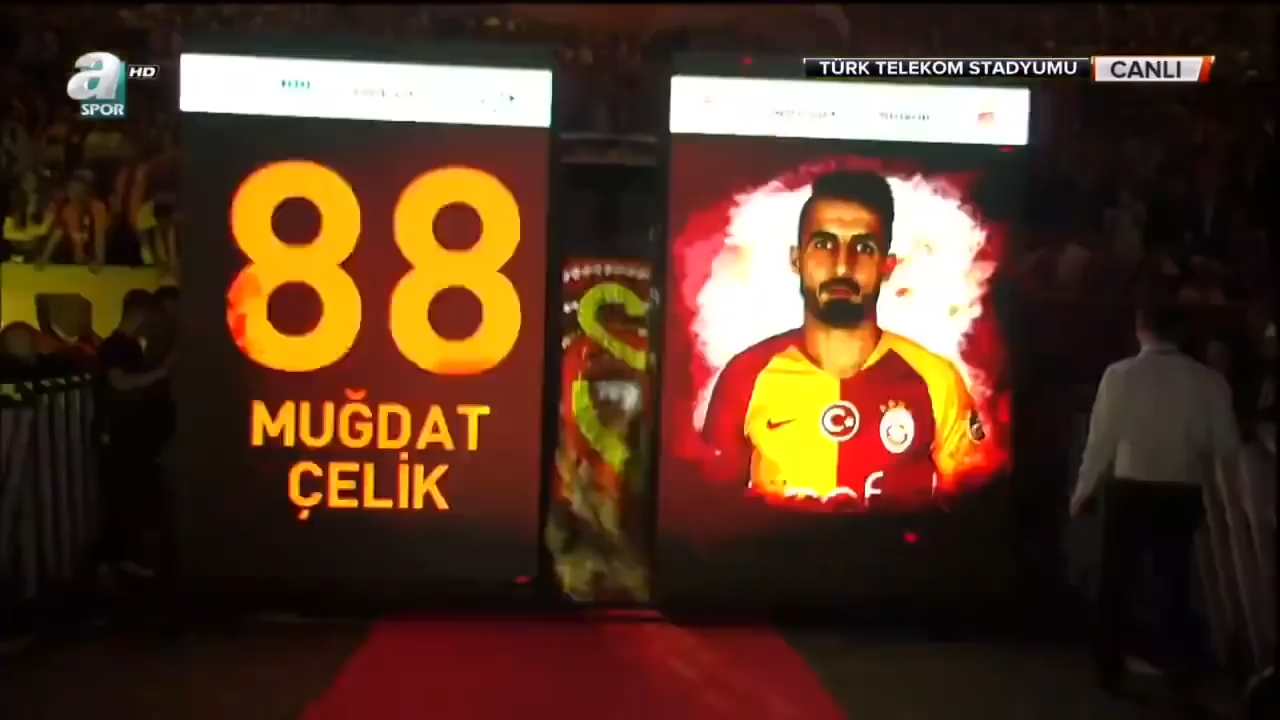 a
SPOR
HD
TÜRK TELEKOM STADYUMU
CANLI
88
MUĞDAT
ÇELİK